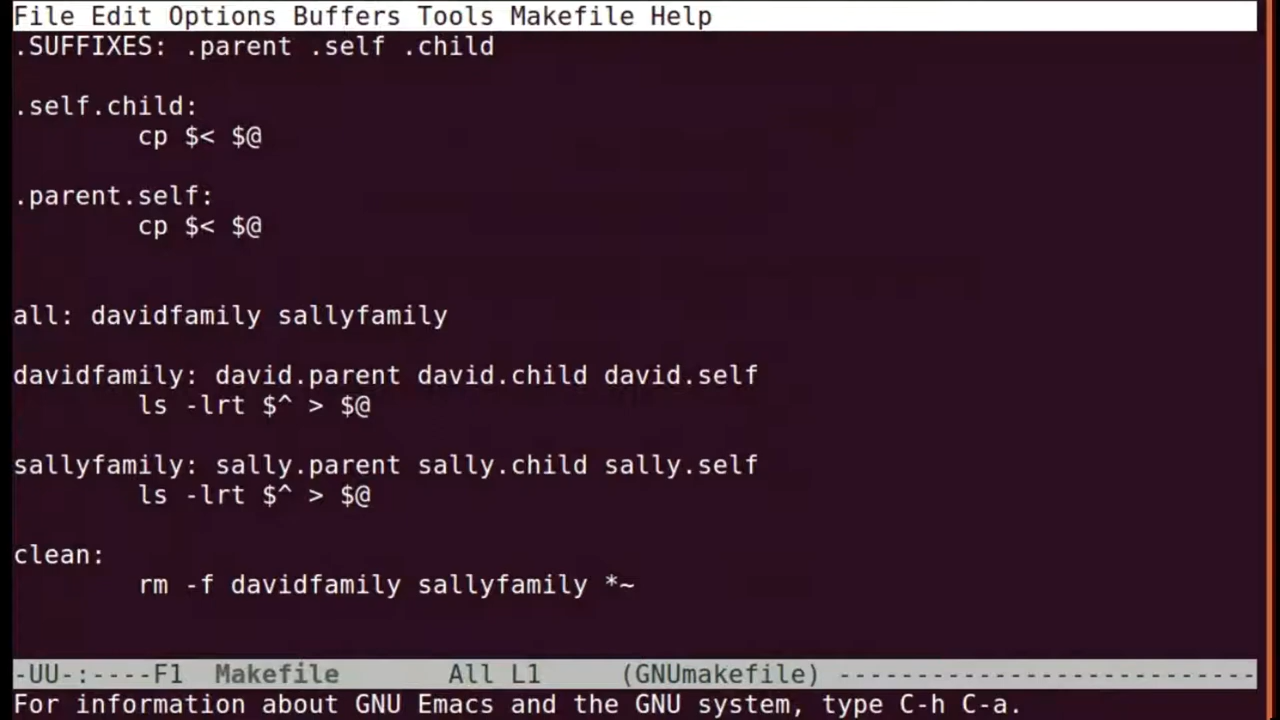 File Edit Options Buffers Tools Makefile Help
.SUFFIXES: .parent .self .child
.self.child:
        cp $< $@
.parent.self:
        cp $< $@
all: davidfamily sallyfamily
davidfamily: david.parent david.child david.self
        ls -lrt $^ > $@
sallyfamily: sally.parent sally.child sally.self
        ls -lrt $^ > $@
clean:
        rm -f davidfamily sallyfamily *~
-UU-:----F1  Makefile       All L1     (GNUmakefile) ---------------------------
For information about GNU Emacs and the GNU system, type C-h C-a.